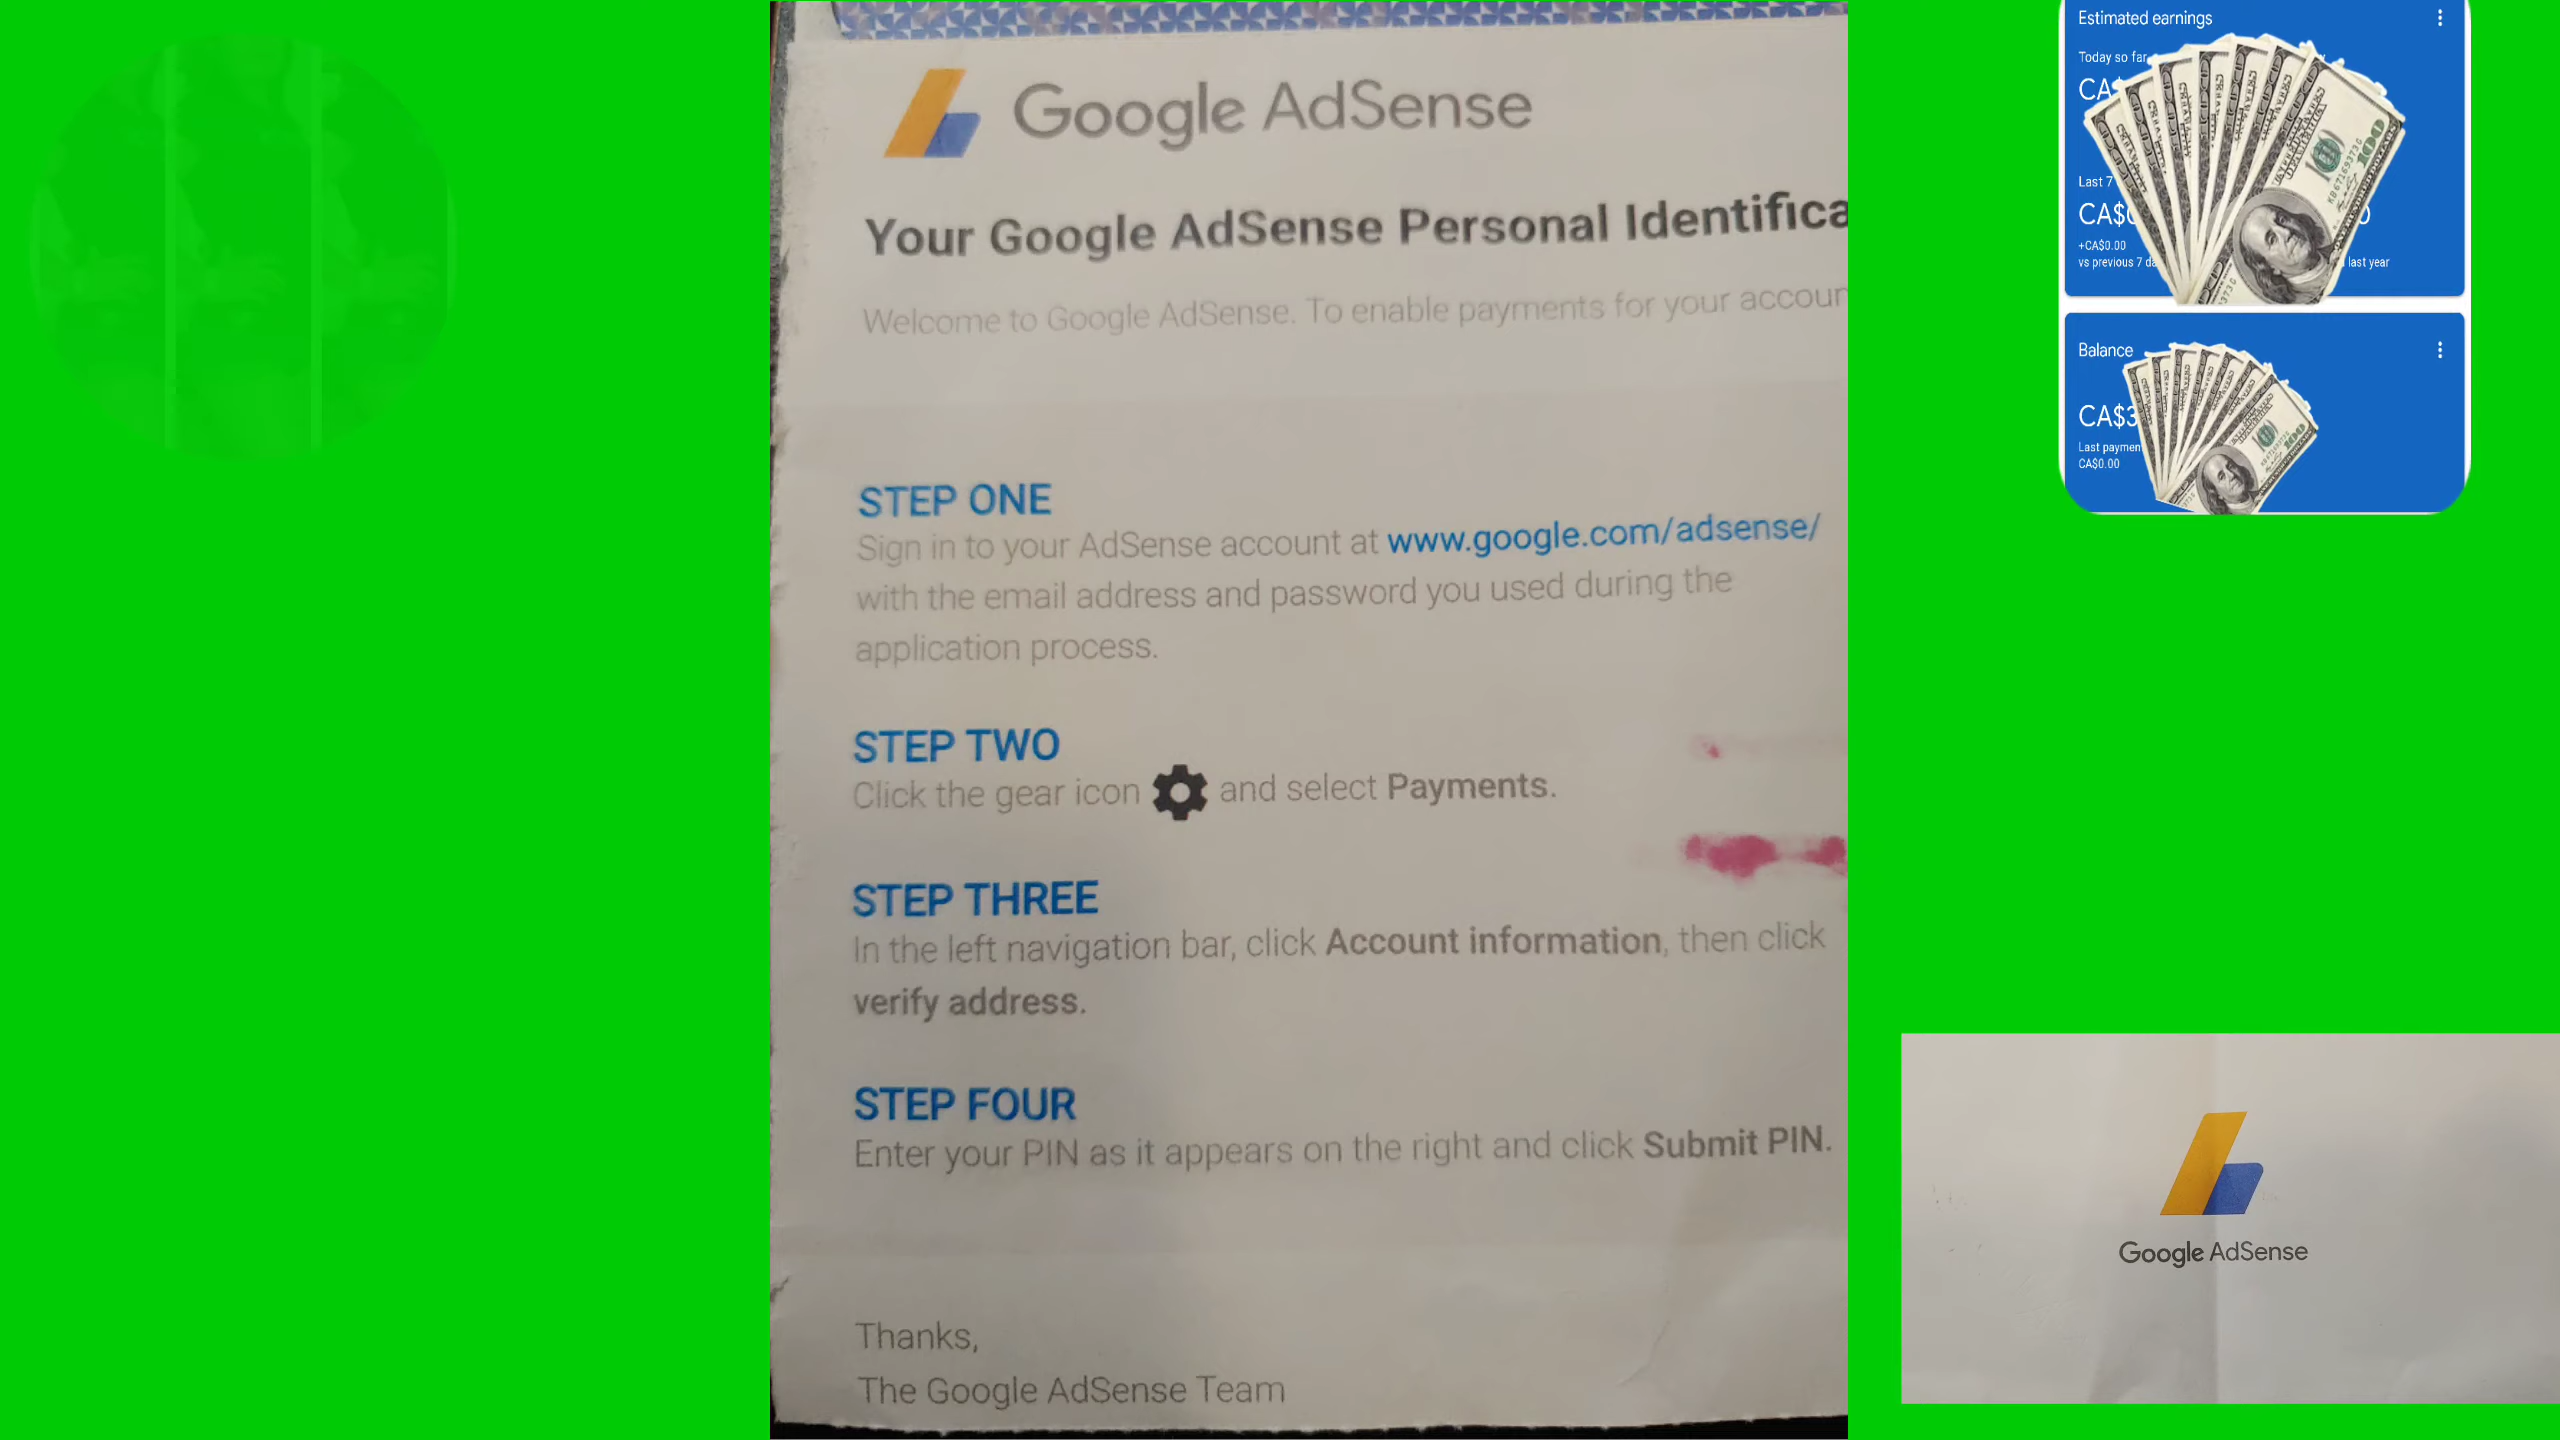 Google AdSense
Your Google AdSense Personal Identifica
Welcome to Google AdSense. To enable payments for your accoun
STEP ONE
Sign in to your AdSense account at www.google.com/adsense/
with the email address and password you used during the
application process.
STEP TWO
Click the gear icon and select Payments.
STEP THREE
In the left navigation bar, click Account information, then click
verify address.
STEP FOUR
Enter your PIN as it appears on the right and click Submit PIN.
Thanks,
The Google AdSense Team
Estimated earnings
Today so far
CA$
Last 7
CA$
+CA$0.00
vs previous 7 da
last year
Balance
CA$3
Last paymen
CA$0.00
Google AdSense